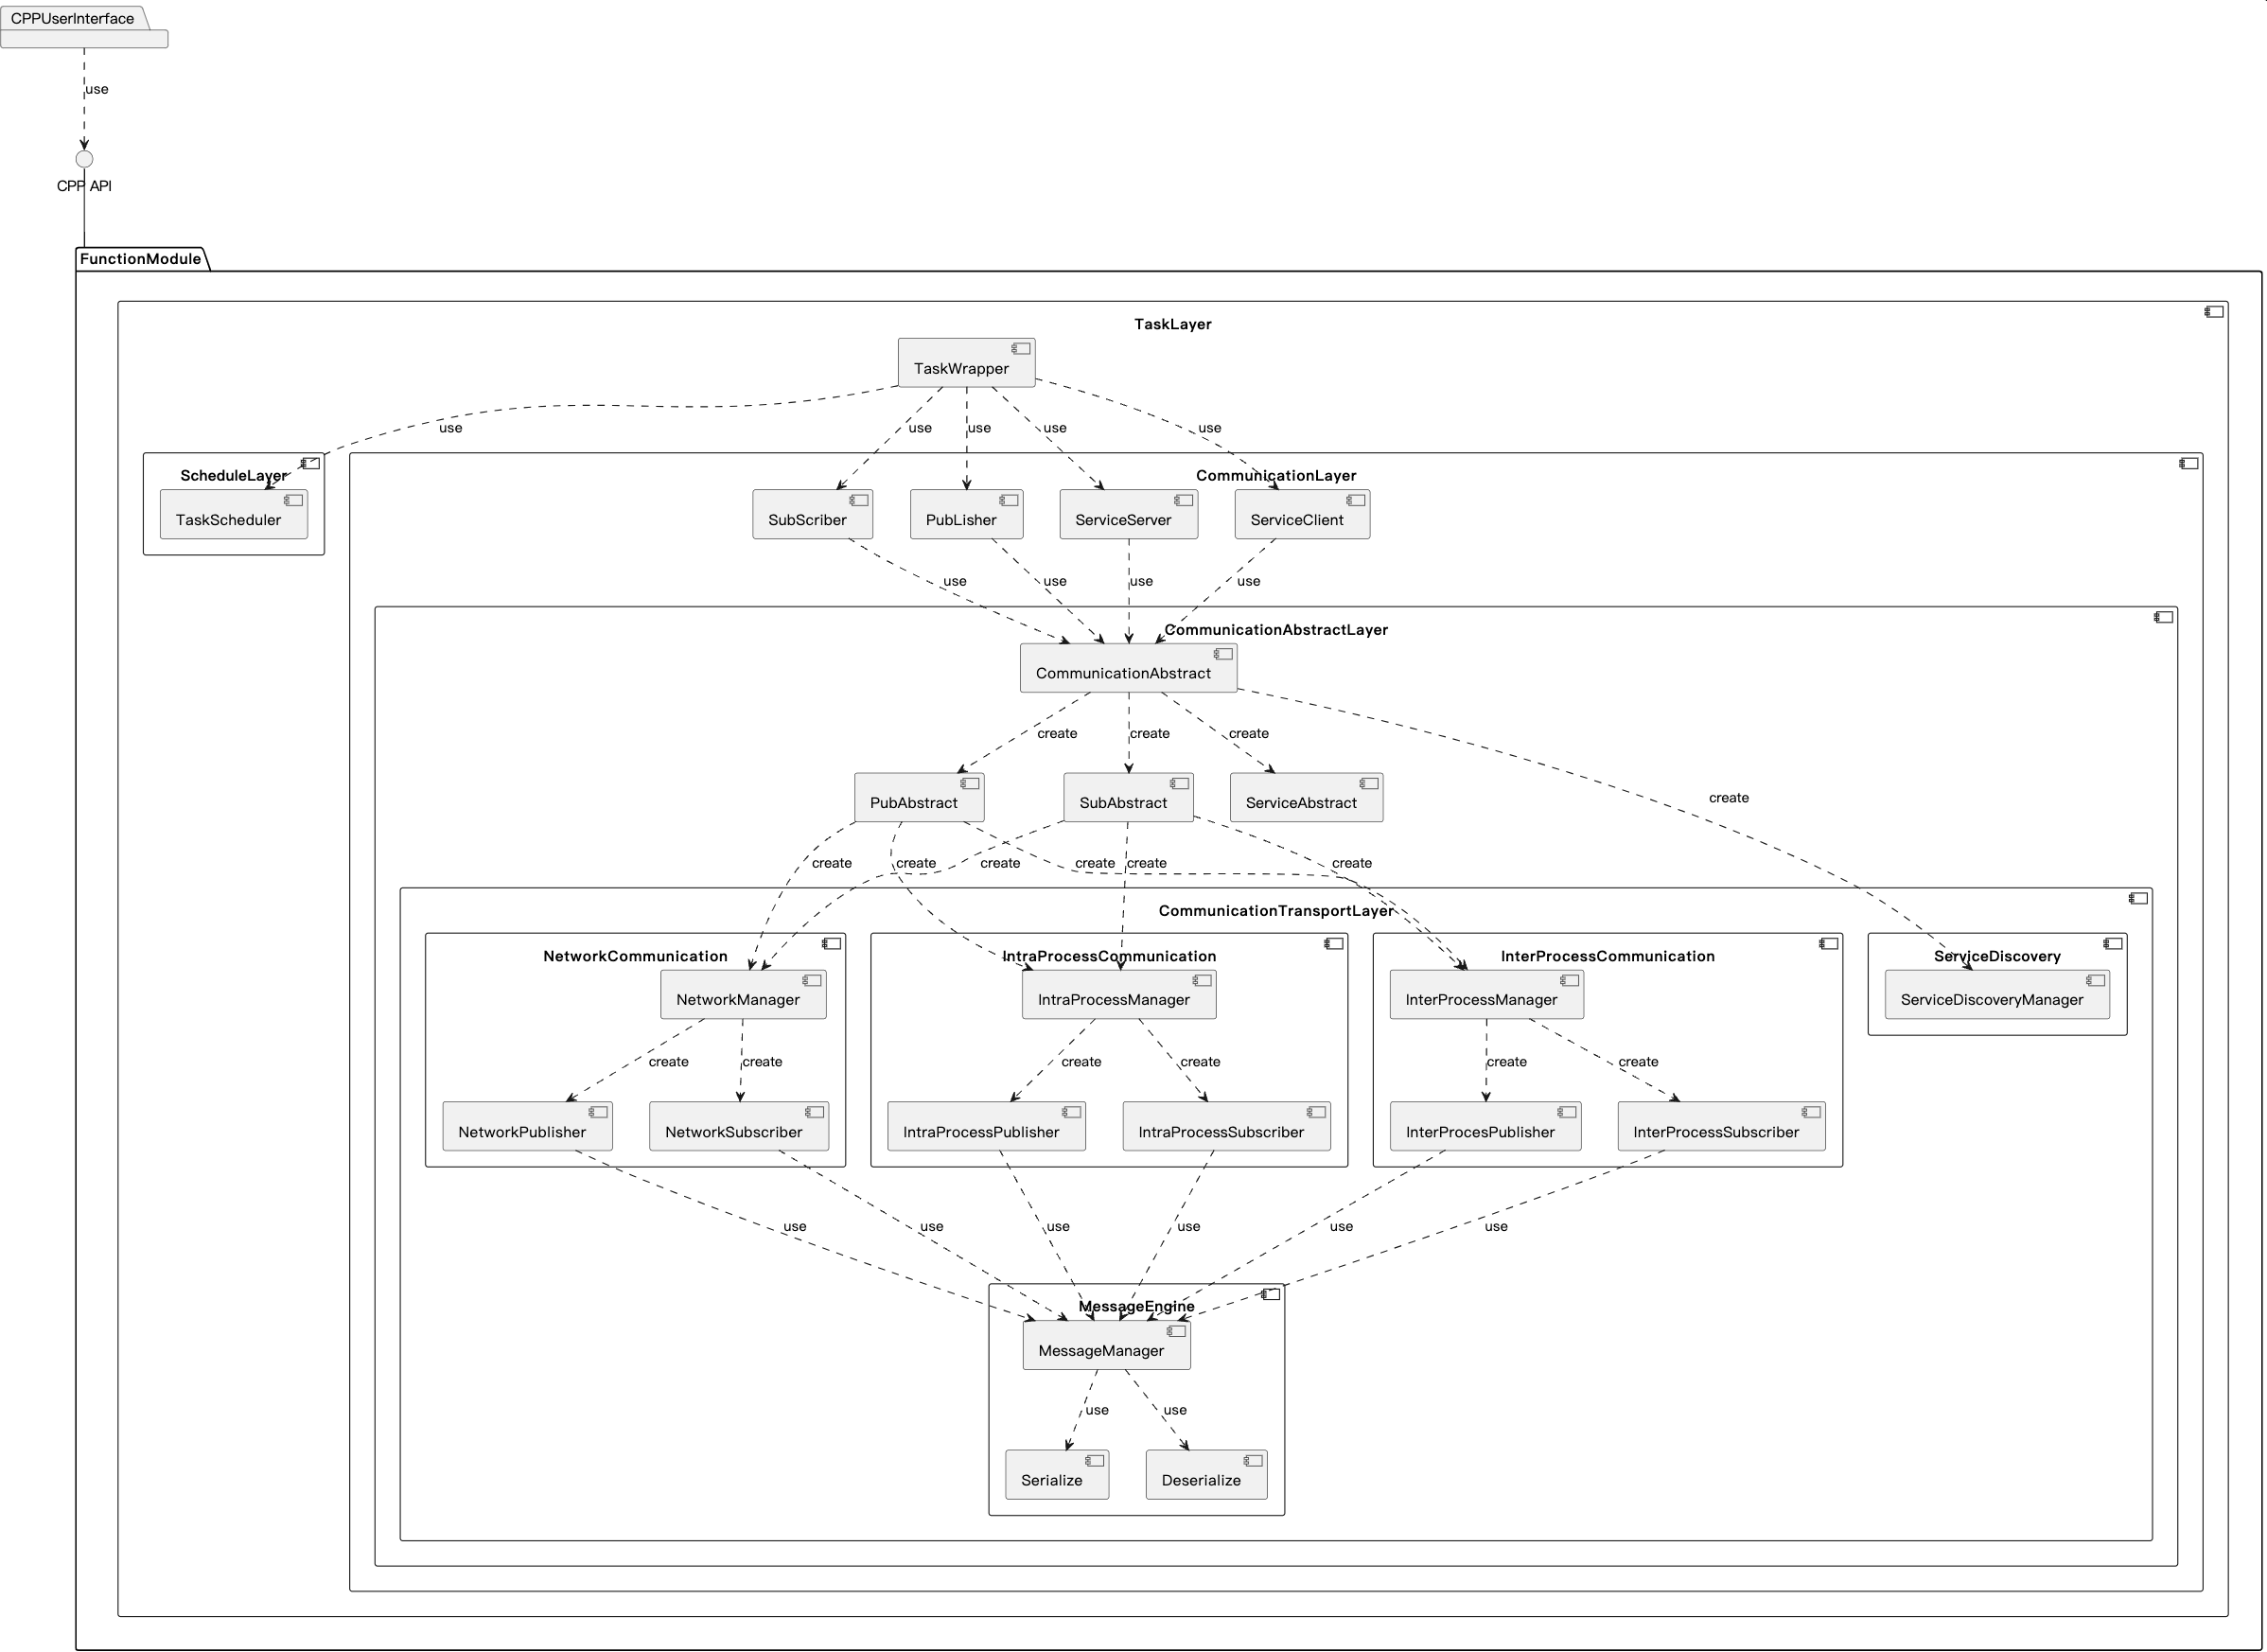 CPPUserInterface
use
CPP API
FunctionModule
TaskLayer
TaskWrapper
use
use
use
use
use
ScheduleLayer
CommunicationLayer
TaskScheduler
SubScriber
PubLisher
ServiceServer
ServiceClient
use
use
use
use
CommunicationAbstractLayer
CommunicationAbstract
create
create
create
create
PubAbstract
SubAbstract
ServiceAbstract
create
create
create
create
create
create
CommunicationTransportLayer
NetworkCommunication
IntraProcessCommunication
InterProcessCommunication
ServiceDiscovery
NetworkManager
IntraProcessManager
InterProcessManager
ServiceDiscoveryManager
create
create
create
create
create
create
NetworkPublisher
NetworkSubscriber
IntraProcessPublisher
IntraProcessSubscriber
InterProcesPublisher
InterProcessSubscriber
use
use
use
use
use
use
MessageEngine
MessageManager
use
use
Serialize
Deserialize